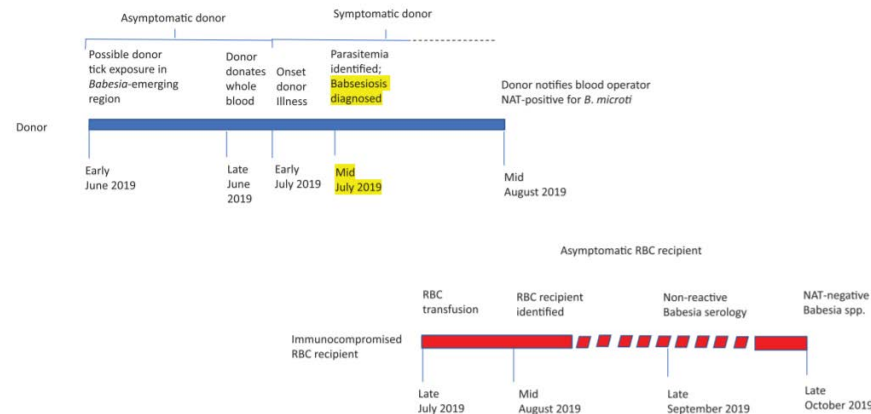 Asymptomatic donor
Symptomatic donor
Possible donor
tick exposure in
Babesia-emerging
region
Donor
donates
whole
blood
Onset
donor
Illness
Parasitemia
identified;
Babsesiosis
diagnosed
Donor notifies blood operator
NAT-positive for B. microti
Donor
Early
June 2019
Late
June
2019
Early
July 2019
Mid
July 2019
Mid
August 2019
Asymptomatic RBC recipient
RBC
transfusion
RBC recipient
identified
Non-reactive
Babesia serology
NAT-negative
Babesia spp.
Immunocompromised
RBC recipient
Late
July 2019
Mid
August 2019
Late
September 2019
Late
October 2019